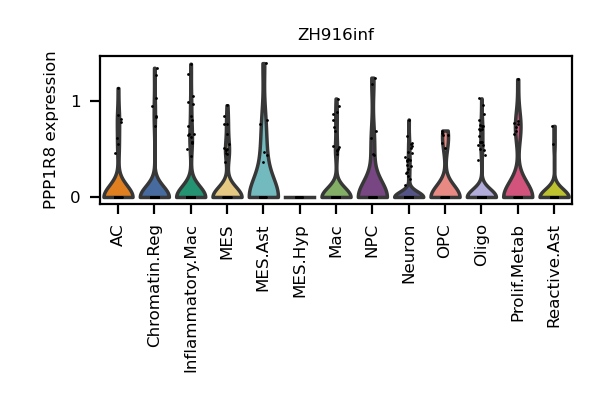 ZH916inf
PPP1R8 expression
1
0
AC
Chromatin.Reg
Inflammatory.Mac
MES
MES.Ast
MES.Hyp
Mac
NPC
Neuron
OPC
Oligo
Prolif.Metab
Reactive.Ast